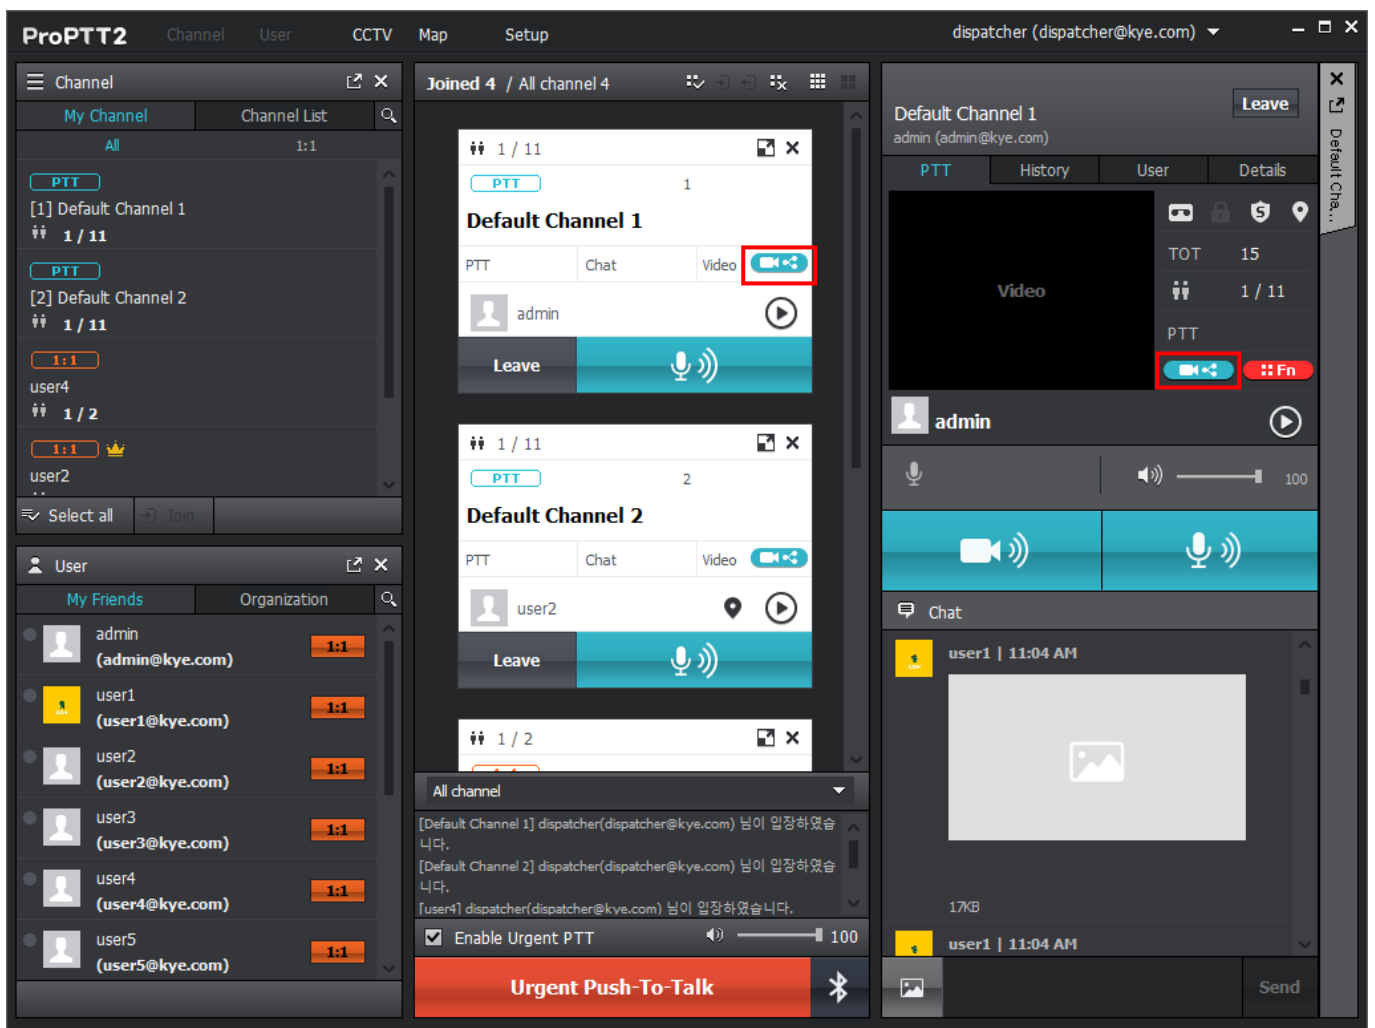 ProPTT2 Channel User CCTV Map Setup dispatcher (dispatcher@kye.com)
Channel
My Channel Channel List
All 1:1
PTT
[1] Default Channel 1
1 / 11
PTT
[2] Default Channel 2
1 / 11
1:1
user4
1 / 2
1:1
user2
Select all Join
User
My Friends Organization
admin
(admin@kye.com) 1:1
user1
(user1@kye.com) 1:1
user2
(user2@kye.com) 1:1
user3
(user3@kye.com) 1:1
user4
(user4@kye.com) 1:1
user5
(user5@kye.com) 1:1
Joined 4 / All channel 4
1 / 11
PTT 1
Default Channel 1
PTT Chat Video
admin
Leave
1 / 11
PTT 2
Default Channel 2
PTT Chat Video
user2
Leave
1 / 2
All channel
[Default Channel 1] dispatcher(dispatcher@kye.com) 님이 입장하였습
니다.
[Default Channel 2] dispatcher(dispatcher@kye.com) 님이 입장하였습
니다.
[user4] dispatcher(dispatcher@kye.com) 님이 입장하였습니다.
Enable Urgent PTT 100
Urgent Push-To-Talk
Default Channel 1 Leave
admin (admin@kye.com)
PTT History User Details
Video
TOT 15
1 / 11
PTT
Fn
admin
100
Chat
user1 | 11:04 AM
17KB
user1 | 11:04 AM
Send
Default Cha...